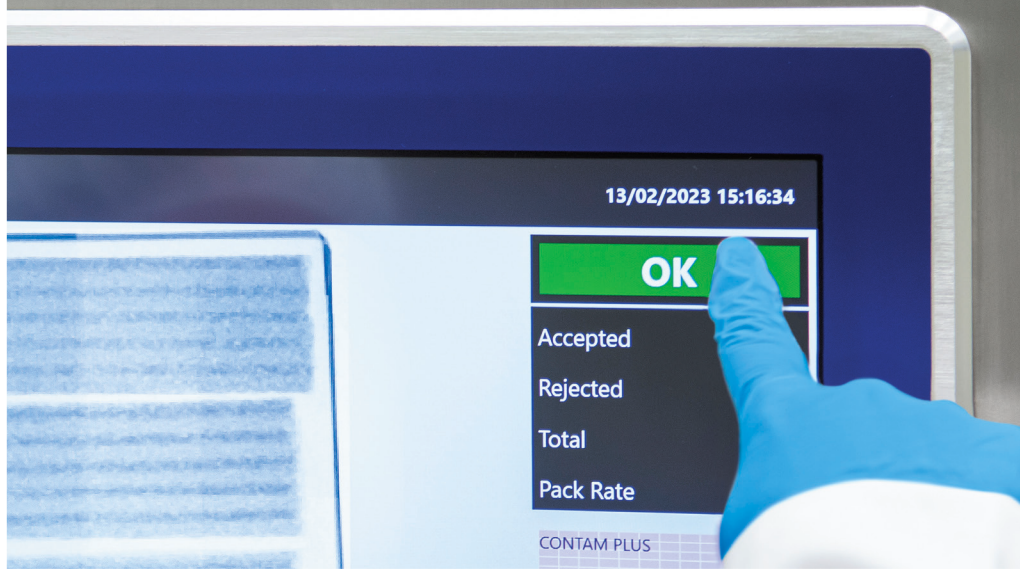 13/02/2023 15:16:34
OK
Accepted
Rejected
Total
Pack Rate
CONTAM PLUS